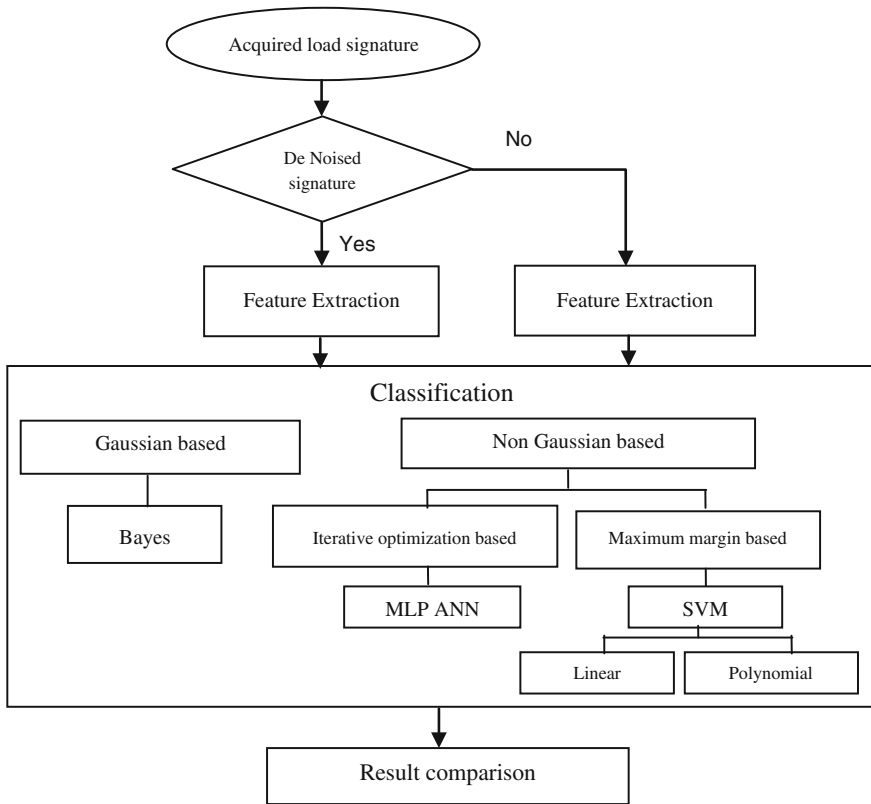 Acquired load signature
De Noised
signature
No
Yes
Feature Extraction
Feature Extraction
Classification
Gaussian based
Non Gaussian based
Bayes
Iterative optimization based
Maximum margin based
MLP ANN
SVM
Linear
Polynomial
Result comparison